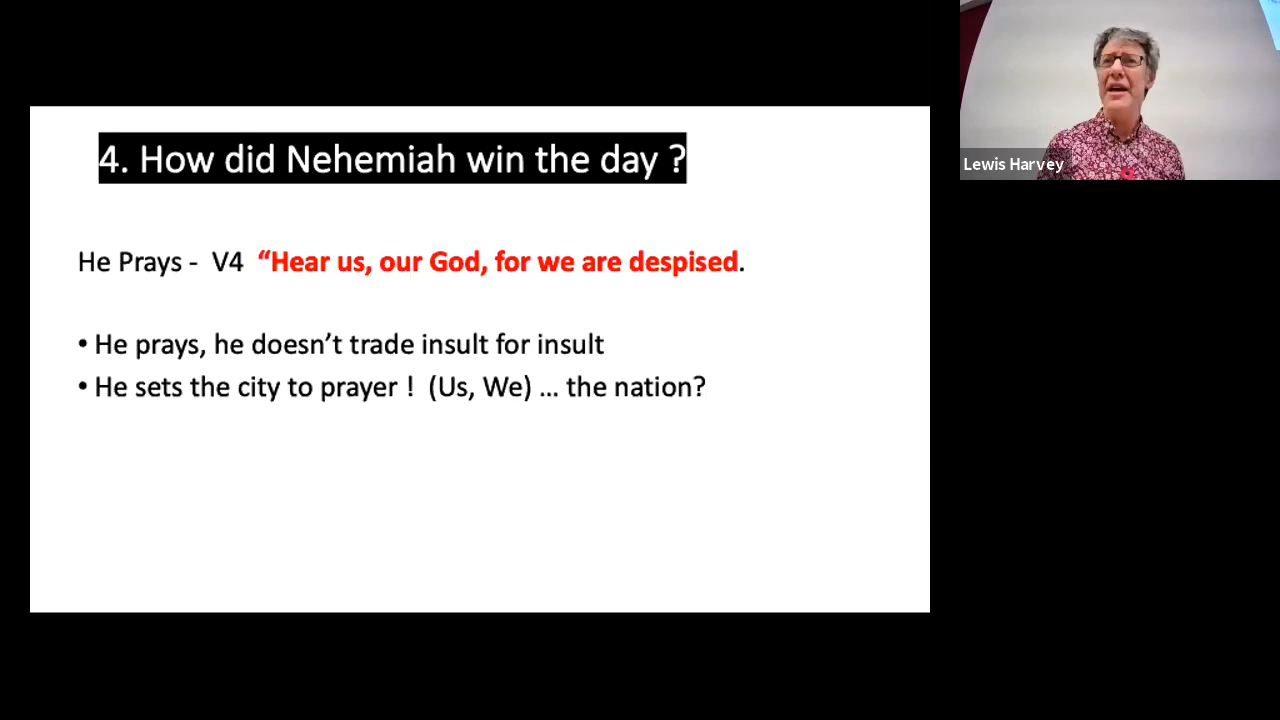 4. How did Nehemiah win the day ?
He Prays -  V4  “Hear us, our God, for we are despised.
• He prays, he doesn’t trade insult for insult
• He sets the city to prayer !  (Us, We) … the nation?
Lewis Harvey